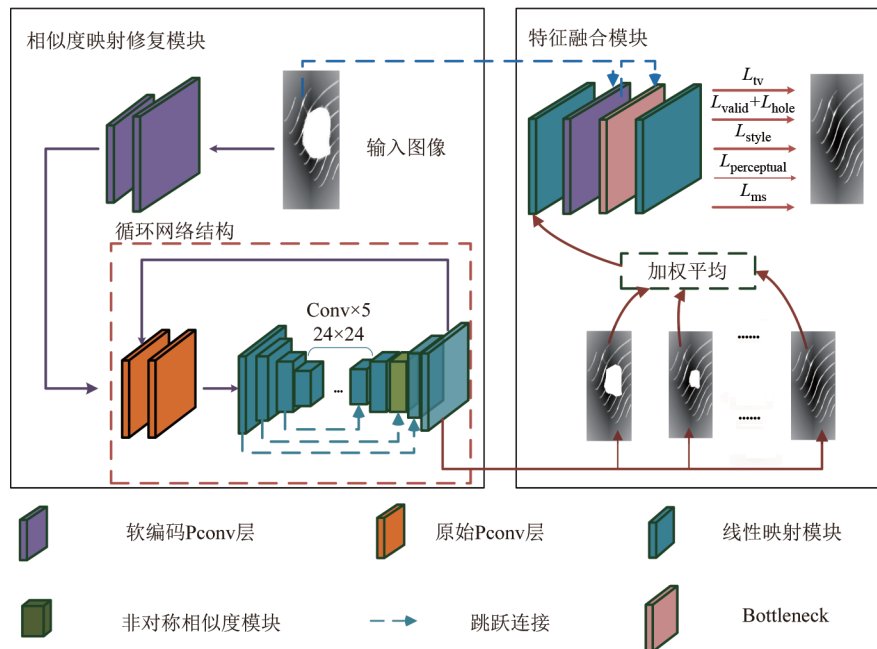 相似度映射修复模块
输入图像
循环网络结构
Conv×5
24×24
...
特征融合模块
L_tv
L_valid+L_hole
L_style
L_perceptual
L_ms
加权平均
......
......
软编码Pconv层
原始Pconv层
线性映射模块
非对称相似度模块
跳跃连接
Bottleneck